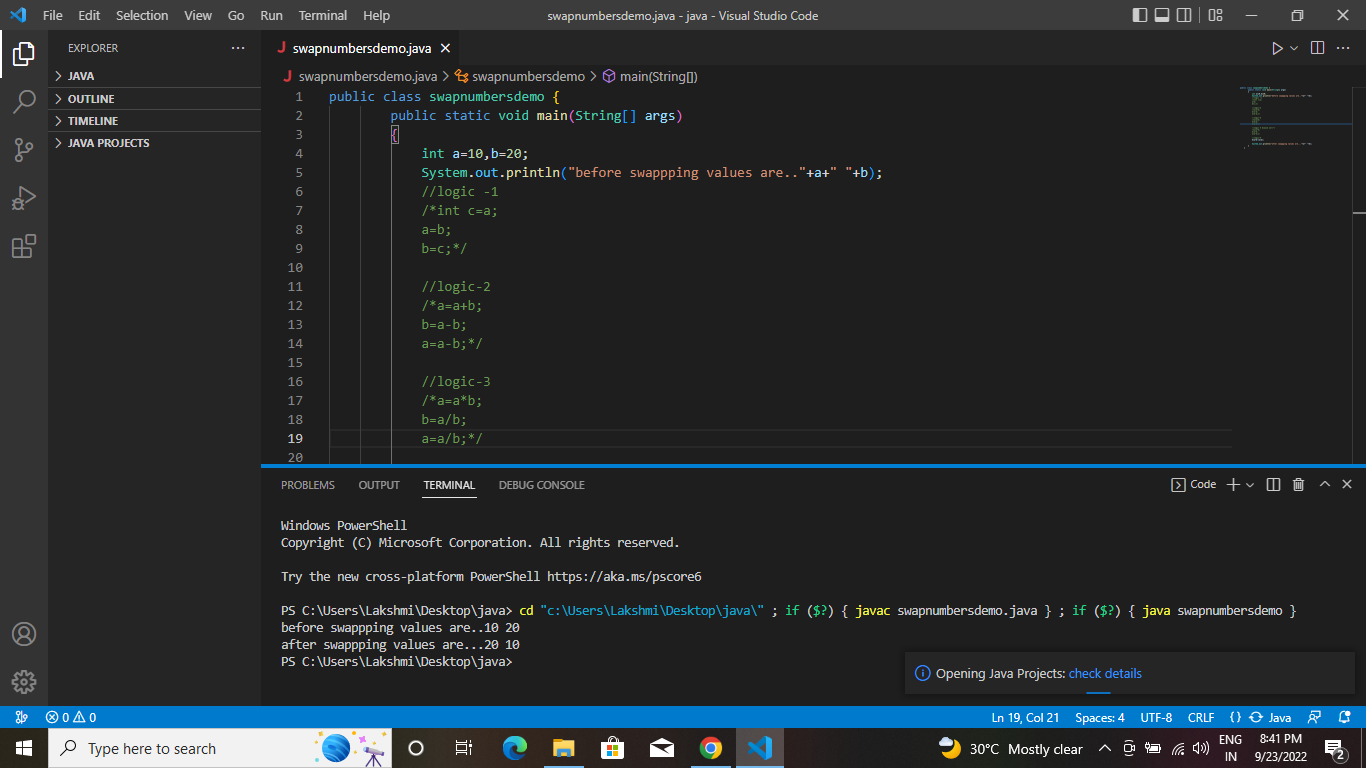 File Edit Selection View Go Run Terminal Help
swapnumbersdemo.java - java - Visual Studio Code
EXPLORER
JAVA
OUTLINE
TIMELINE
JAVA PROJECTS
swapnumbersdemo.java
swapnumbersdemo.java > swapnumbersdemo > main(String[])
1 public class swapnumbersdemo {
2 public static void main(String[] args)
3 {
4 int a=10,b=20;
5 System.out.println("before swappping values are.."+a+" "+b);
6 //logic -1
7 /*int c=a;
8 a=b;
9 b=c;*/
10
11 //logic-2
12 /*a=a+b;
13 b=a-b;
14 a=a-b;*/
15
16 //logic-3
17 /*a=a*b;
18 b=a/b;
19 a=a/b;*/
20
PROBLEMS OUTPUT TERMINAL DEBUG CONSOLE
Code
Windows PowerShell
Copyright (C) Microsoft Corporation. All rights reserved.
Try the new cross-platform PowerShell https://aka.ms/pscore6
PS C:\Users\Lakshmi\Desktop\java> cd "c:\Users\Lakshmi\Desktop\java\" ; if ($?) { javac swapnumbersdemo.java } ; if ($?) { java swapnumbersdemo }
before swappping values are..10 20
after swappping values are...20 10
PS C:\Users\Lakshmi\Desktop\java>
Opening Java Projects: check details
0 0
Ln 19, Col 21 Spaces: 4 UTF-8 CRLF {} Java
Type here to search
30°C Mostly clear
ENG
IN
8:41 PM
9/23/2022
2